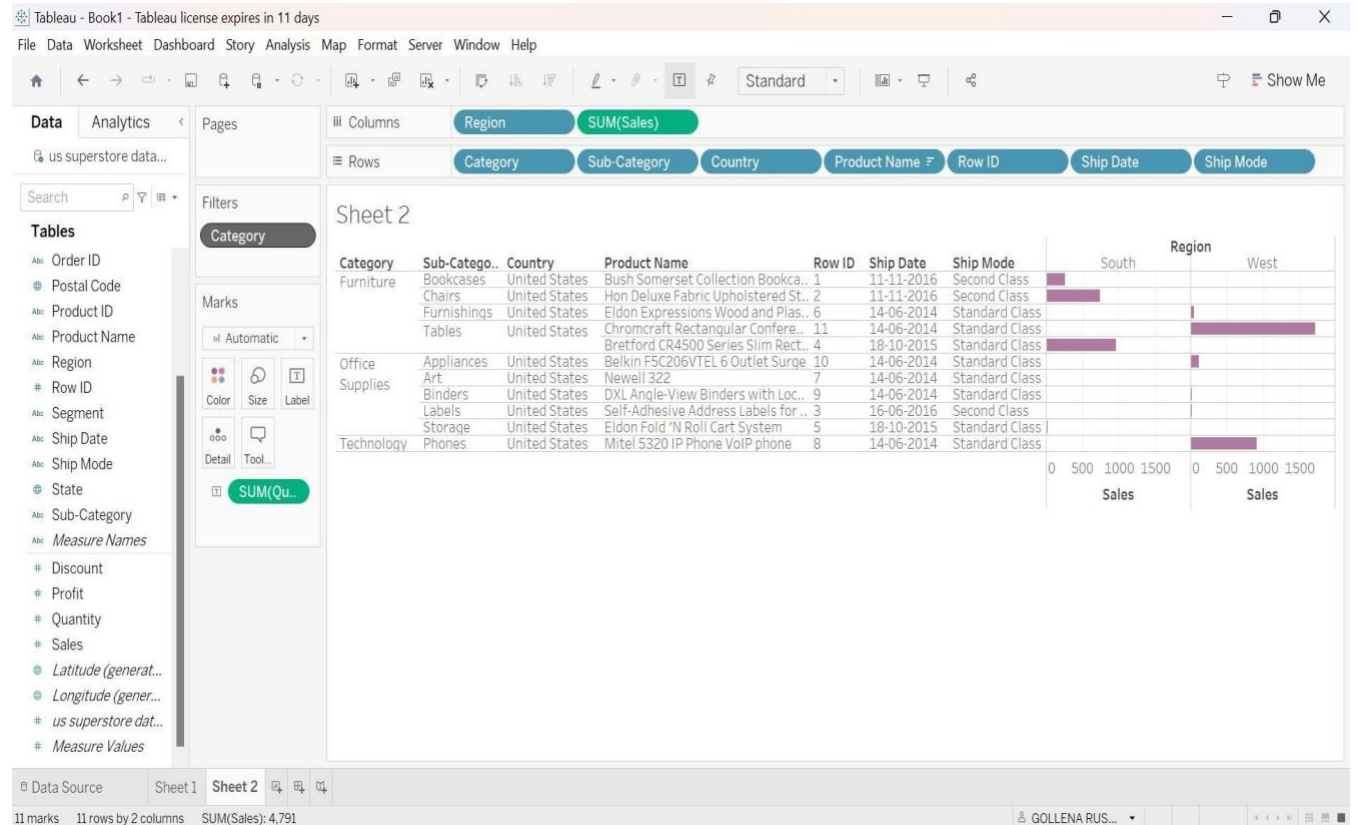 Tableau - Book1 - Tableau license expires in 11 days
File Data Worksheet Dashboard Story Analysis Map Format Server Window Help
Standard
Show Me
Data Analytics
us superstore data...
Search
Tables
Abc Order ID
Postal Code
Abc Product ID
Abc Product Name
Abc Region
# Row ID
Abc Segment
Abc Ship Date
Abc Ship Mode
State
Abc Sub-Category
Abc Measure Names
# Discount
# Profit
# Quantity
# Sales
Latitude (generat...
Longitude (gener...
# us superstore dat...
# Measure Values
Pages
Filters
Category
Marks
Automatic
Color Size Label
Detail Tool...
SUM(Qu..
Columns Region SUM(Sales)
Rows Category Sub-Category Country Product Name Row ID Ship Date Ship Mode
Sheet 2
Region
Category Sub-Catego.. Country Product Name Row ID Ship Date Ship Mode South West
Furniture Bookcases United States Bush Somerset Collection Bookca.. 1 11-11-2016 Second Class
Chairs United States Hon Deluxe Fabric Upholstered St.. 2 11-11-2016 Second Class
Furnishings United States Eldon Expressions Wood and Plas.. 6 14-06-2014 Standard Class
Tables United States Chromcraft Rectangular Confere.. 11 14-06-2014 Standard Class
Bretford CR4500 Series Slim Rect.. 4 18-10-2015 Standard Class
Office Supplies Appliances United States Belkin F5C206VTEL 6 Outlet Surge 10 14-06-2014 Standard Class
Art United States Newell 322 7 14-06-2014 Standard Class
Binders United States DXL Angle-View Binders with Loc.. 9 14-06-2014 Standard Class
Labels United States Self-Adhesive Address Labels for .. 3 16-06-2016 Second Class
Storage United States Eldon Fold 'N Roll Cart System 5 18-10-2015 Standard Class
Technology Phones United States Mitel 5320 IP Phone VoIP phone 8 14-06-2014 Standard Class
0 500 1000 1500 0 500 1000 1500
Sales Sales
Data Source Sheet 1 Sheet 2
11 marks 11 rows by 2 columns SUM(Sales): 4,791
GOLLENA RUS...